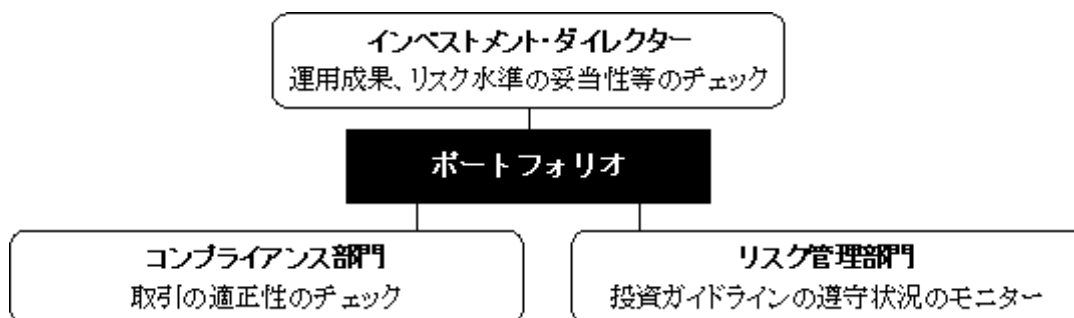 インベストメント・ダイレクター
運用成果、リスク水準の妥当性等のチェック
ポートフォリオ
コンプライアンス部門
取引の適正性のチェック
リスク管理部門
投資ガイドラインの遵守状況のモニター